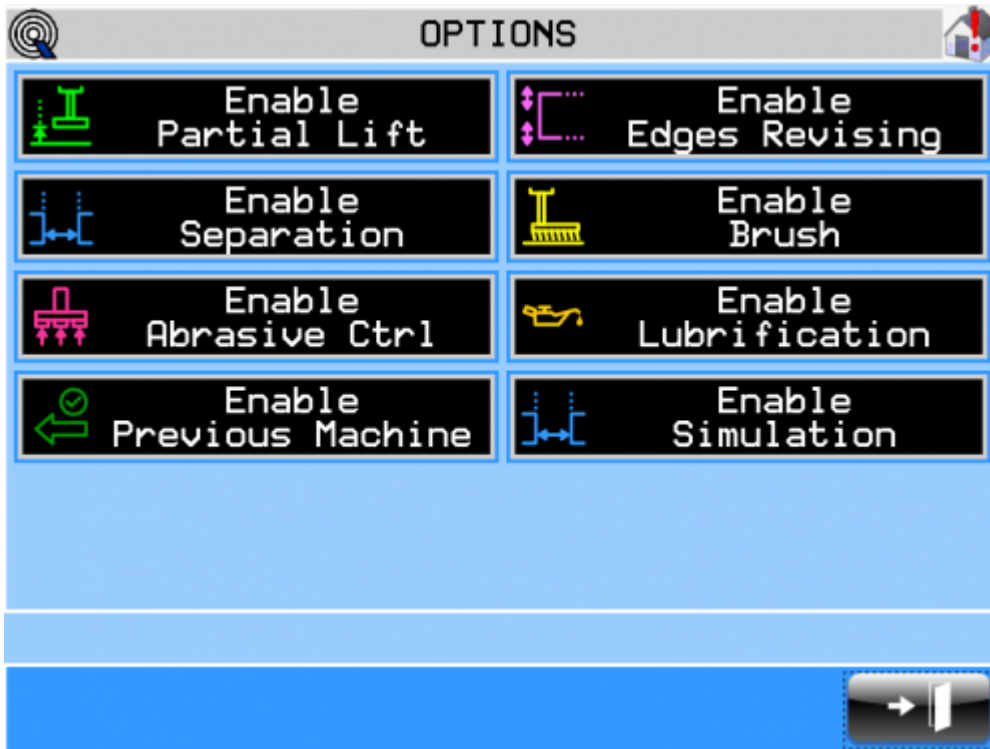 OPTIONS
Enable
Partial Lift
Enable
Edges Revising
Enable
Separation
Enable
Brush
Enable
Abrasive Ctrl
Enable
Lubrification
Enable
Previous Machine
Enable
Simulation